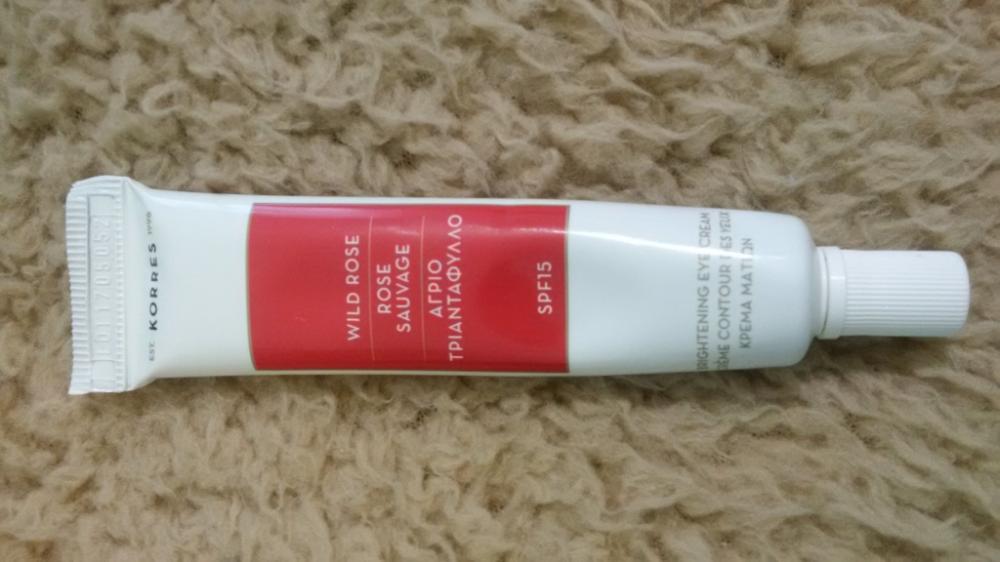 EST. KORRES 1996
WILD ROSE
ROSE
SAUVAGE
ΑΓΡΙΟ
ΤΡΙΑΝΤΑΦΥΛΛΟ
SPF15
BRIGHTENING EYE CREAM
CRÈME CONTOUR DES YEUX
ΚΡΕΜΑ ΜΑΤΙΩΝ